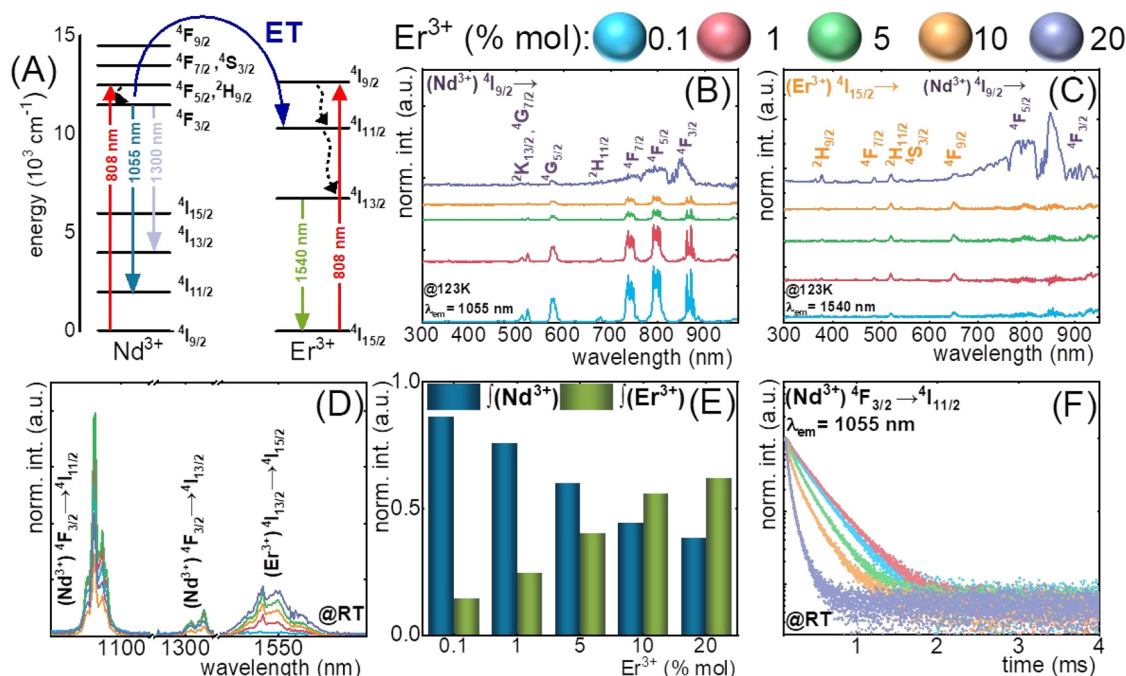 Er³⁺ (% mol): 0.1 1 5 10 20
(A)
ET
energy (10³ cm⁻¹)
15
10
5
0
⁴F₉/₂
⁴F₇/₂,⁴S₃/₂
⁴F₅/₂,²H₉/₂
⁴F₃/₂
⁴I₁₅/₂
⁴I₁₃/₂
⁴I₁₁/₂
⁴I₉/₂
808 nm
1055 nm
1300 nm
Nd³⁺
⁴I₉/₂
⁴I₁₁/₂
⁴I₁₃/₂
⁴I₁₅/₂
1540 nm
808 nm
Er³⁺
(B)
norm. int. (a.u.)
(Nd³⁺) ⁴I₉/₂↓
²K₁₃/₂, ⁴G₇/₂
⁴G₅/₂
²H₁₁/₂
⁴F₇/₂
⁴F₅/₂
⁴F₃/₂
@123K
λem = 1055 nm
300 400 500 600 700 800 900
wavelength (nm)
(C)
norm. int. (a.u.)
(Er³⁺) ⁴I₁₅/₂→ (Nd³⁺) ⁴I₉/₂→
²H₉/₂
⁴F₇/₂
²H₁₁/₂
⁴S₃/₂
⁴F₉/₂
⁴F₅/₂
⁴F₃/₂
@123K
λem = 1540 nm
300 400 500 600 700 800 900
wavelength (nm)
(D)
norm. int. (a.u.)
(Nd³⁺) ⁴F₃/₂→⁴I₁₁/₂
(Nd³⁺) ⁴F₃/₂→⁴I₁₃/₂
(Er³⁺) ⁴I₁₃/₂→⁴I₁₅/₂
@RT
1100 1300 1550
wavelength (nm)
(E)
norm. int. (a.u.)
∫(Nd³⁺) ∫(Er³⁺)
1.0
0.5
0.0
0.1 1 5 10 20
Er³⁺ (% mol)
(F)
norm. int. (a.u.)
(Nd³⁺) ⁴F₃/₂→⁴I₁₁/₂
λem = 1055 nm
@RT
0 1 2 3 4
time (ms)